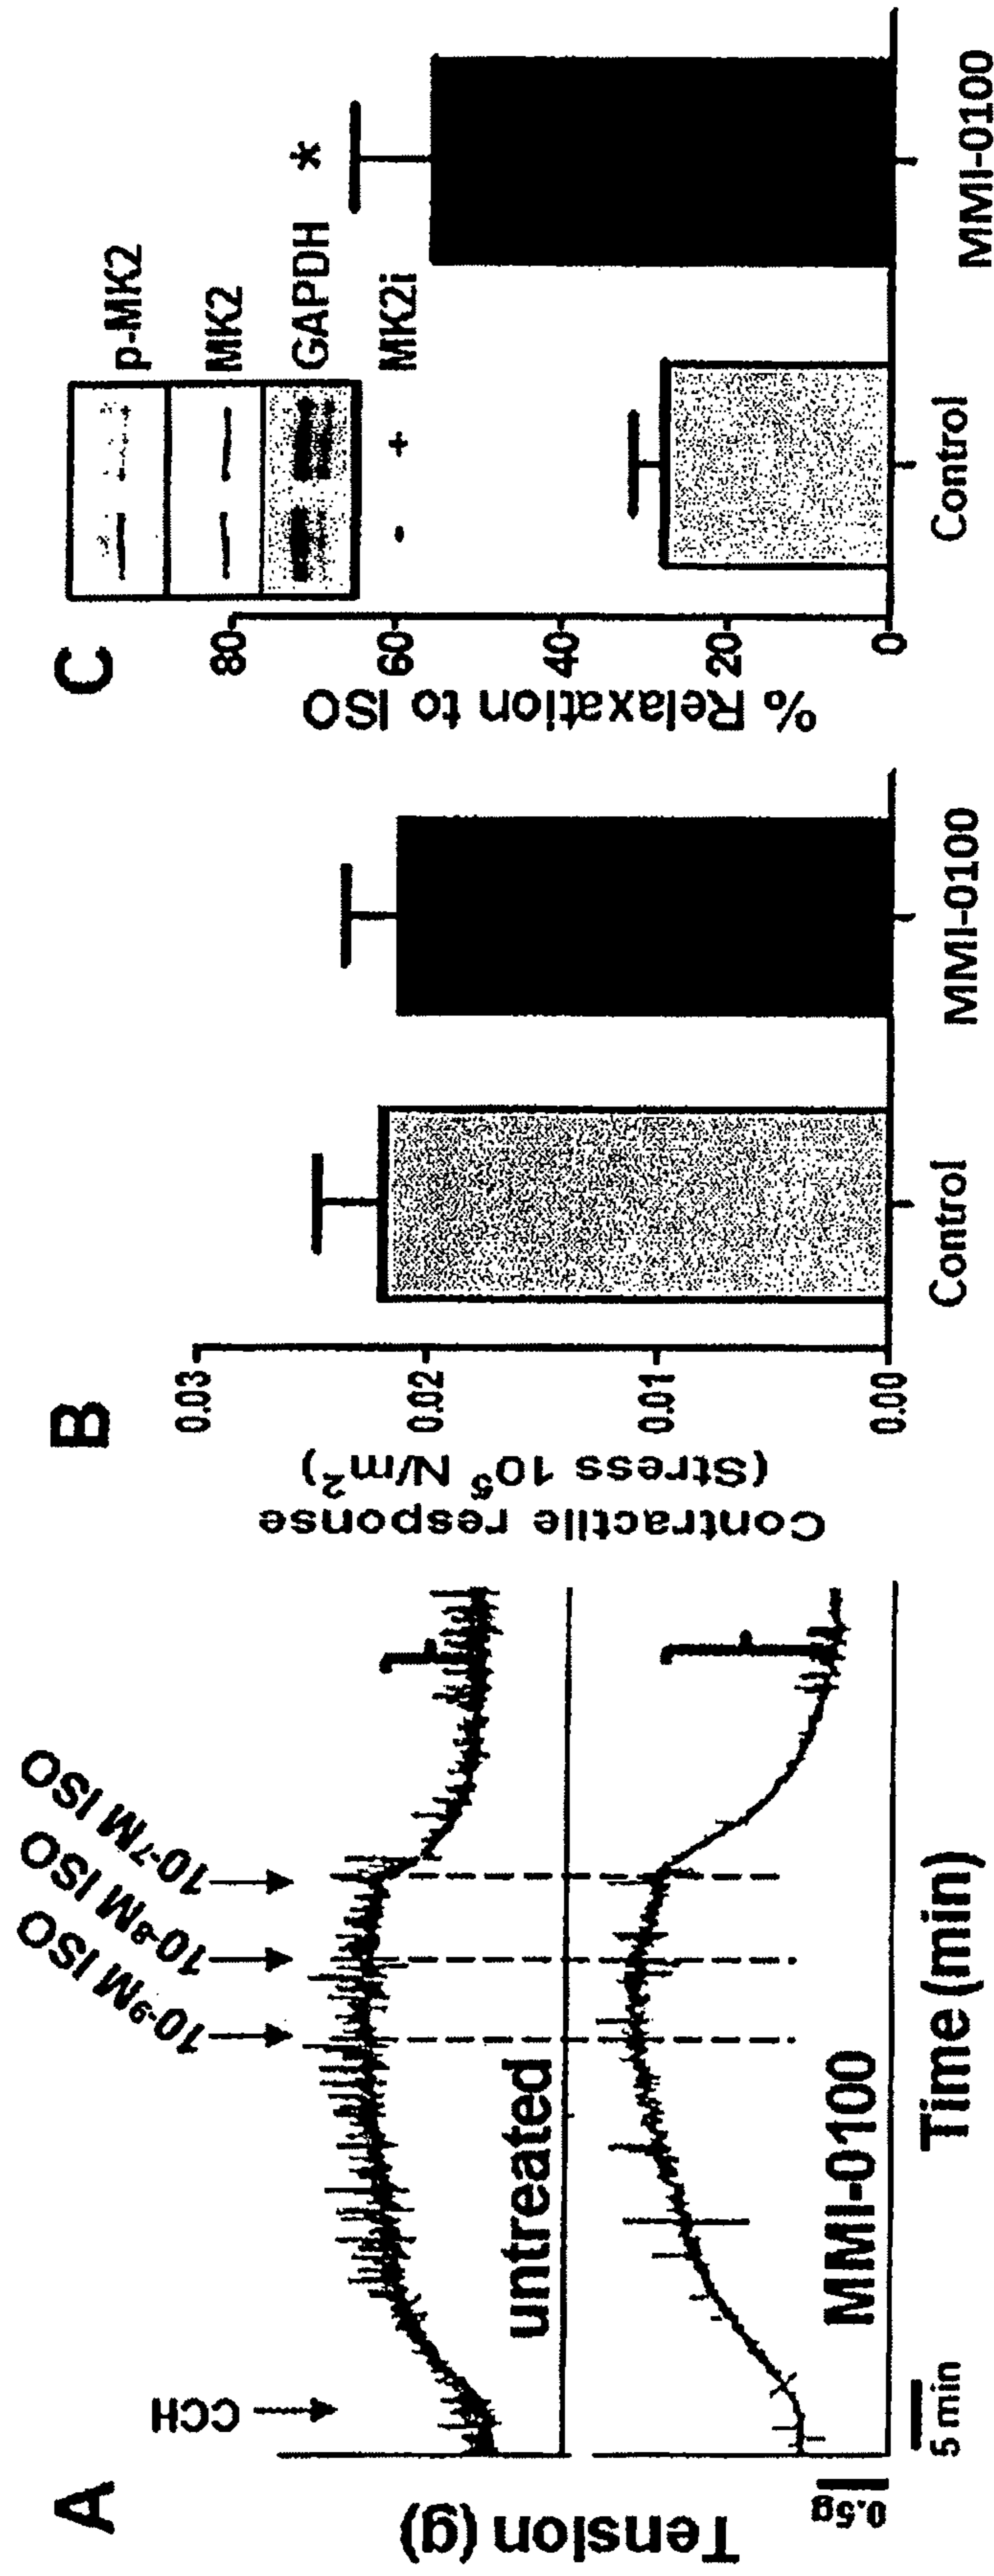 A
Tension (g)
0.5g
5 min
CCH
10-9M ISO
10-8M ISO
10-7M ISO
untreated
MMI-0100
Time (min)
B
Contractile response
(Stress 10⁵ N/m²)
0.03
0.02
0.01
0.00
Control
MMI-0100
C
% Relaxation to ISO
80
60
40
20
0
p-MK2
MK2
GAPDH
- + MK2i
*
Control
MMI-0100